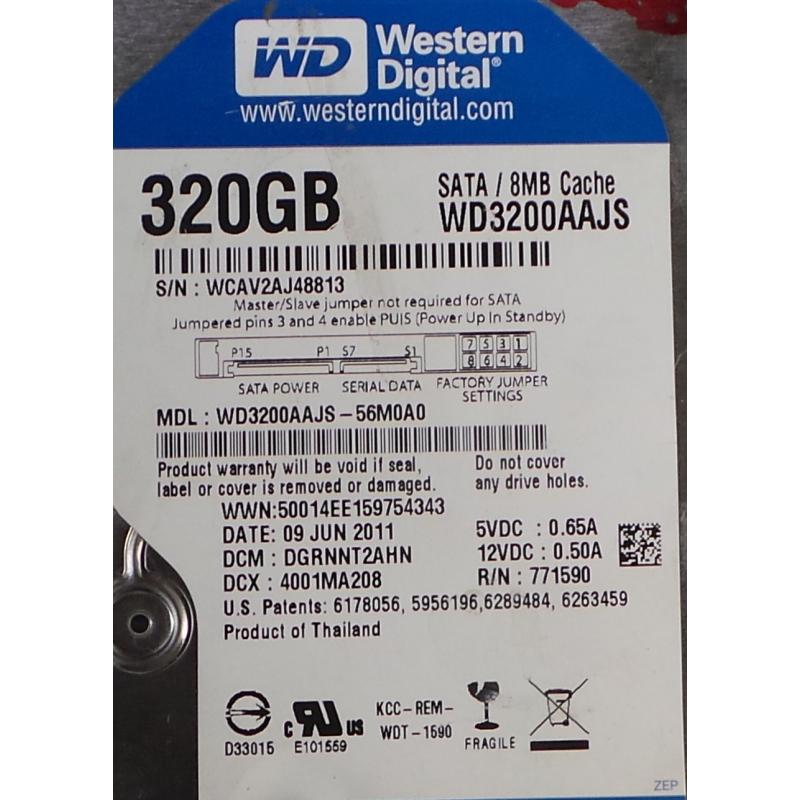 WD Western
Digital®
www.westerndigital.com
320GB
SATA / 8MB Cache
WD3200AAJS
S/N : WCAV2AJ48813
Master/Slave jumper not required for SATA
Jumpered pins 3 and 4 enable PUIS (Power Up In Standby)
P15 P1 S7 S1 7 5 3 1
8 6 4 2
SATA POWER SERIAL DATA FACTORY JUMPER
SETTINGS
MDL : WD3200AAJS-56M0A0
Product warranty will be void if seal,
label or cover is removed or damaged.
Do not cover
any drive holes.
WWN:50014EE159754343
DATE: 09 JUN 2011
DCM : DGRNNT2AHN
DCX : 4001MA208
5VDC : 0.65A
12VDC : 0.50A
R/N : 771590
U.S. Patents: 6178056, 5956196,6289484, 6263459
Product of Thailand
D33015
c RU US
E101559
KCC-REM-
WDT-1590
FRAGILE
ZEP